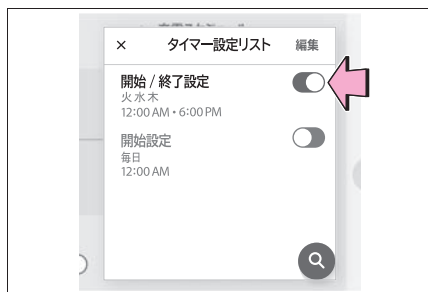 × タイマー設定リスト 編集
開始 / 終了設定
火 水 木
12:00 AM • 6:00 PM
開始設定
毎日
12:00 AM